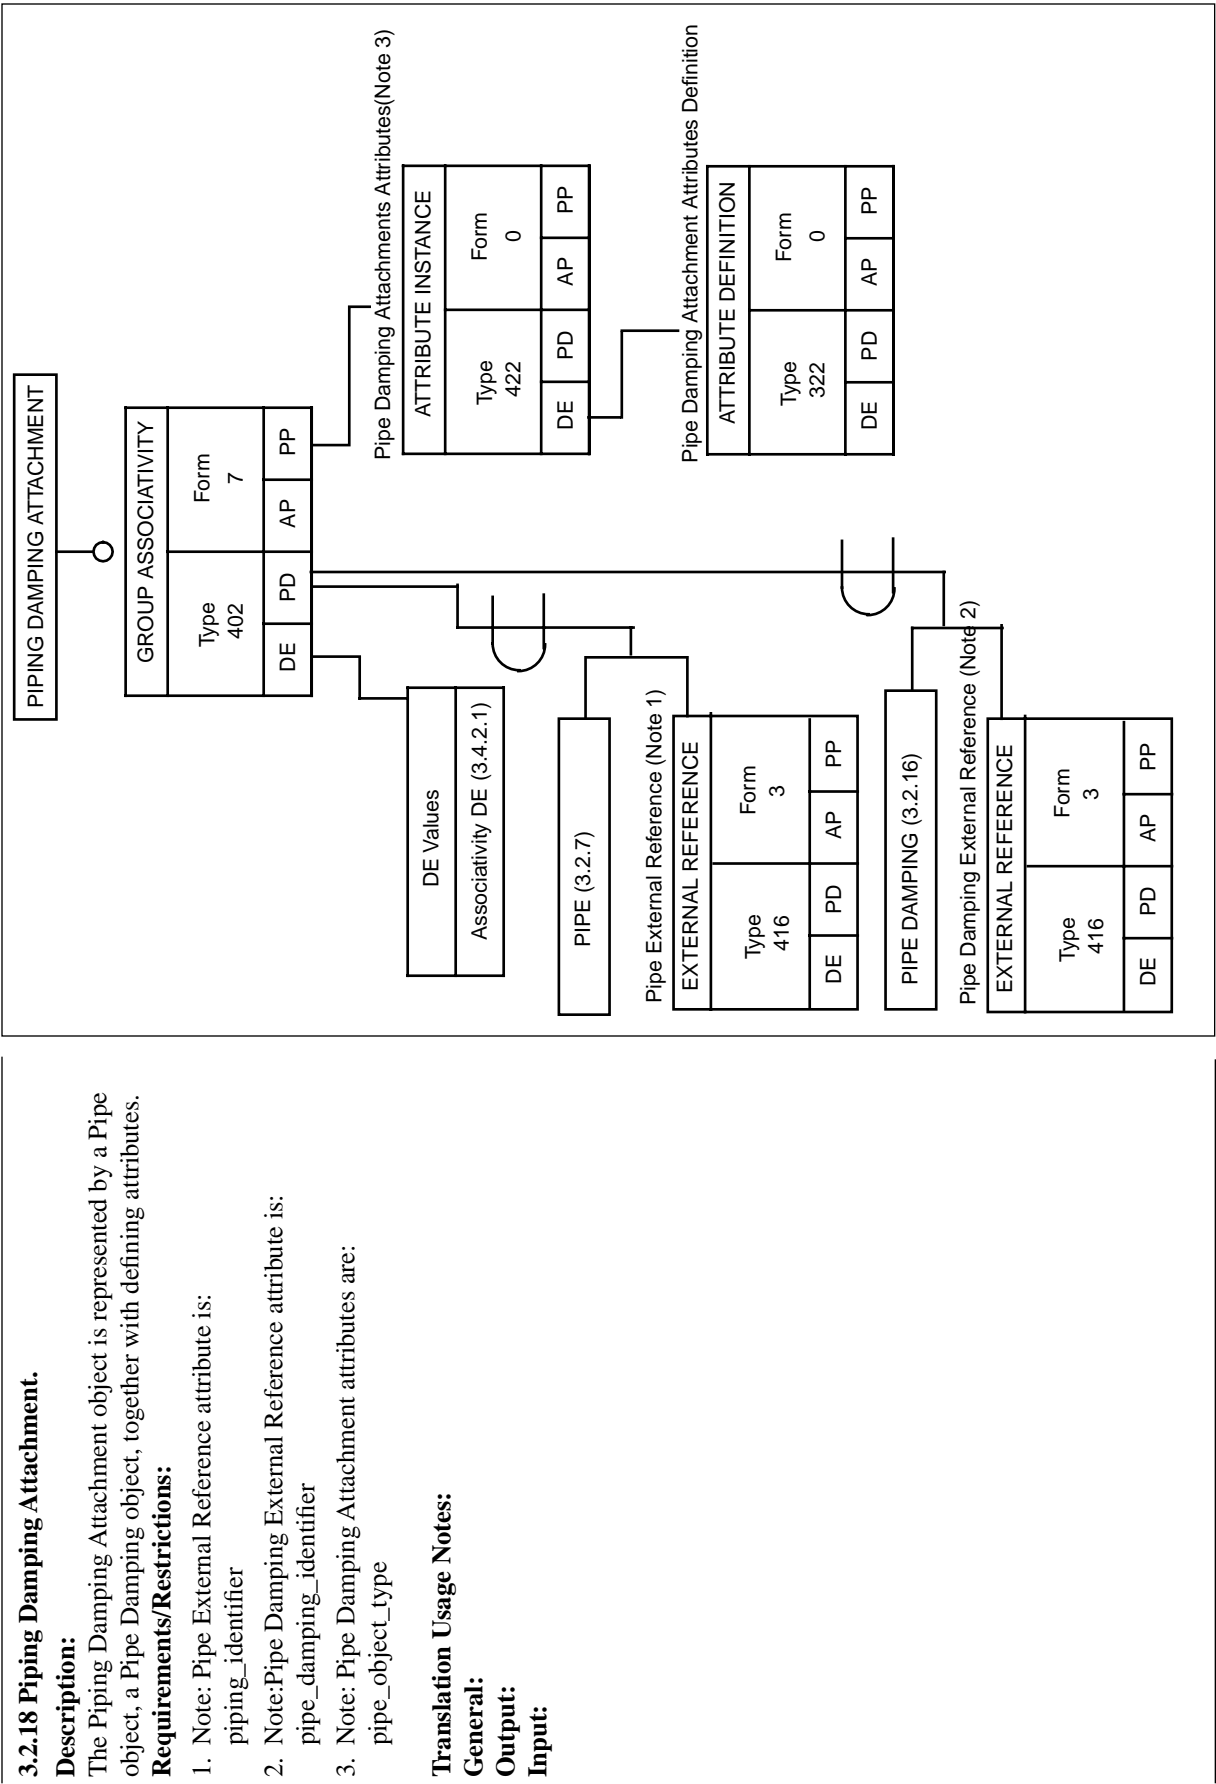 3.2.18 Piping Damping Attachment.
Description:
The Piping Damping Attachment object is represented by a Pipe
object, a Pipe Damping object, together with defining attributes.
Requirements/Restrictions:
1. Note: Pipe External Reference attribute is:
piping_identifier
2. Note:Pipe Damping External Reference attribute is:
pipe_damping_identifier
3. Note: Pipe Damping Attachment attributes are:
pipe_object_type
Translation Usage Notes:
General:
Output:
Input:
PIPING DAMPING ATTACHMENT
GROUP ASSOCIATIVITY
Type
402
Form
7
DE PD AP PP
DE Values
Associativity DE (3.4.2.1)
PIPE (3.2.7)
Pipe External Reference (Note 1)
EXTERNAL REFERENCE
Type
416
Form
3
DE PD AP PP
PIPE DAMPING (3.2.16)
Pipe Damping External Reference (Note 2)
EXTERNAL REFERENCE
Type
416
Form
3
DE PD AP PP
Pipe Damping Attachments Attributes(Note 3)
ATTRIBUTE INSTANCE
Type
422
Form
0
DE PD AP PP
Pipe Damping Attachment Attributes Definition
ATTRIBUTE DEFINITION
Type
322
Form
0
DE PD AP PP